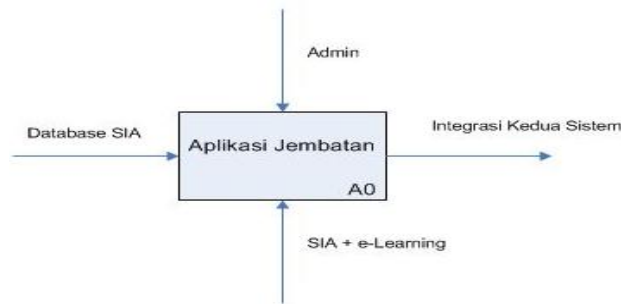 Admin
Database SIA
Integrasi Kedua Sistem
Aplikasi Jembatan
A0
SIA + e-Learning